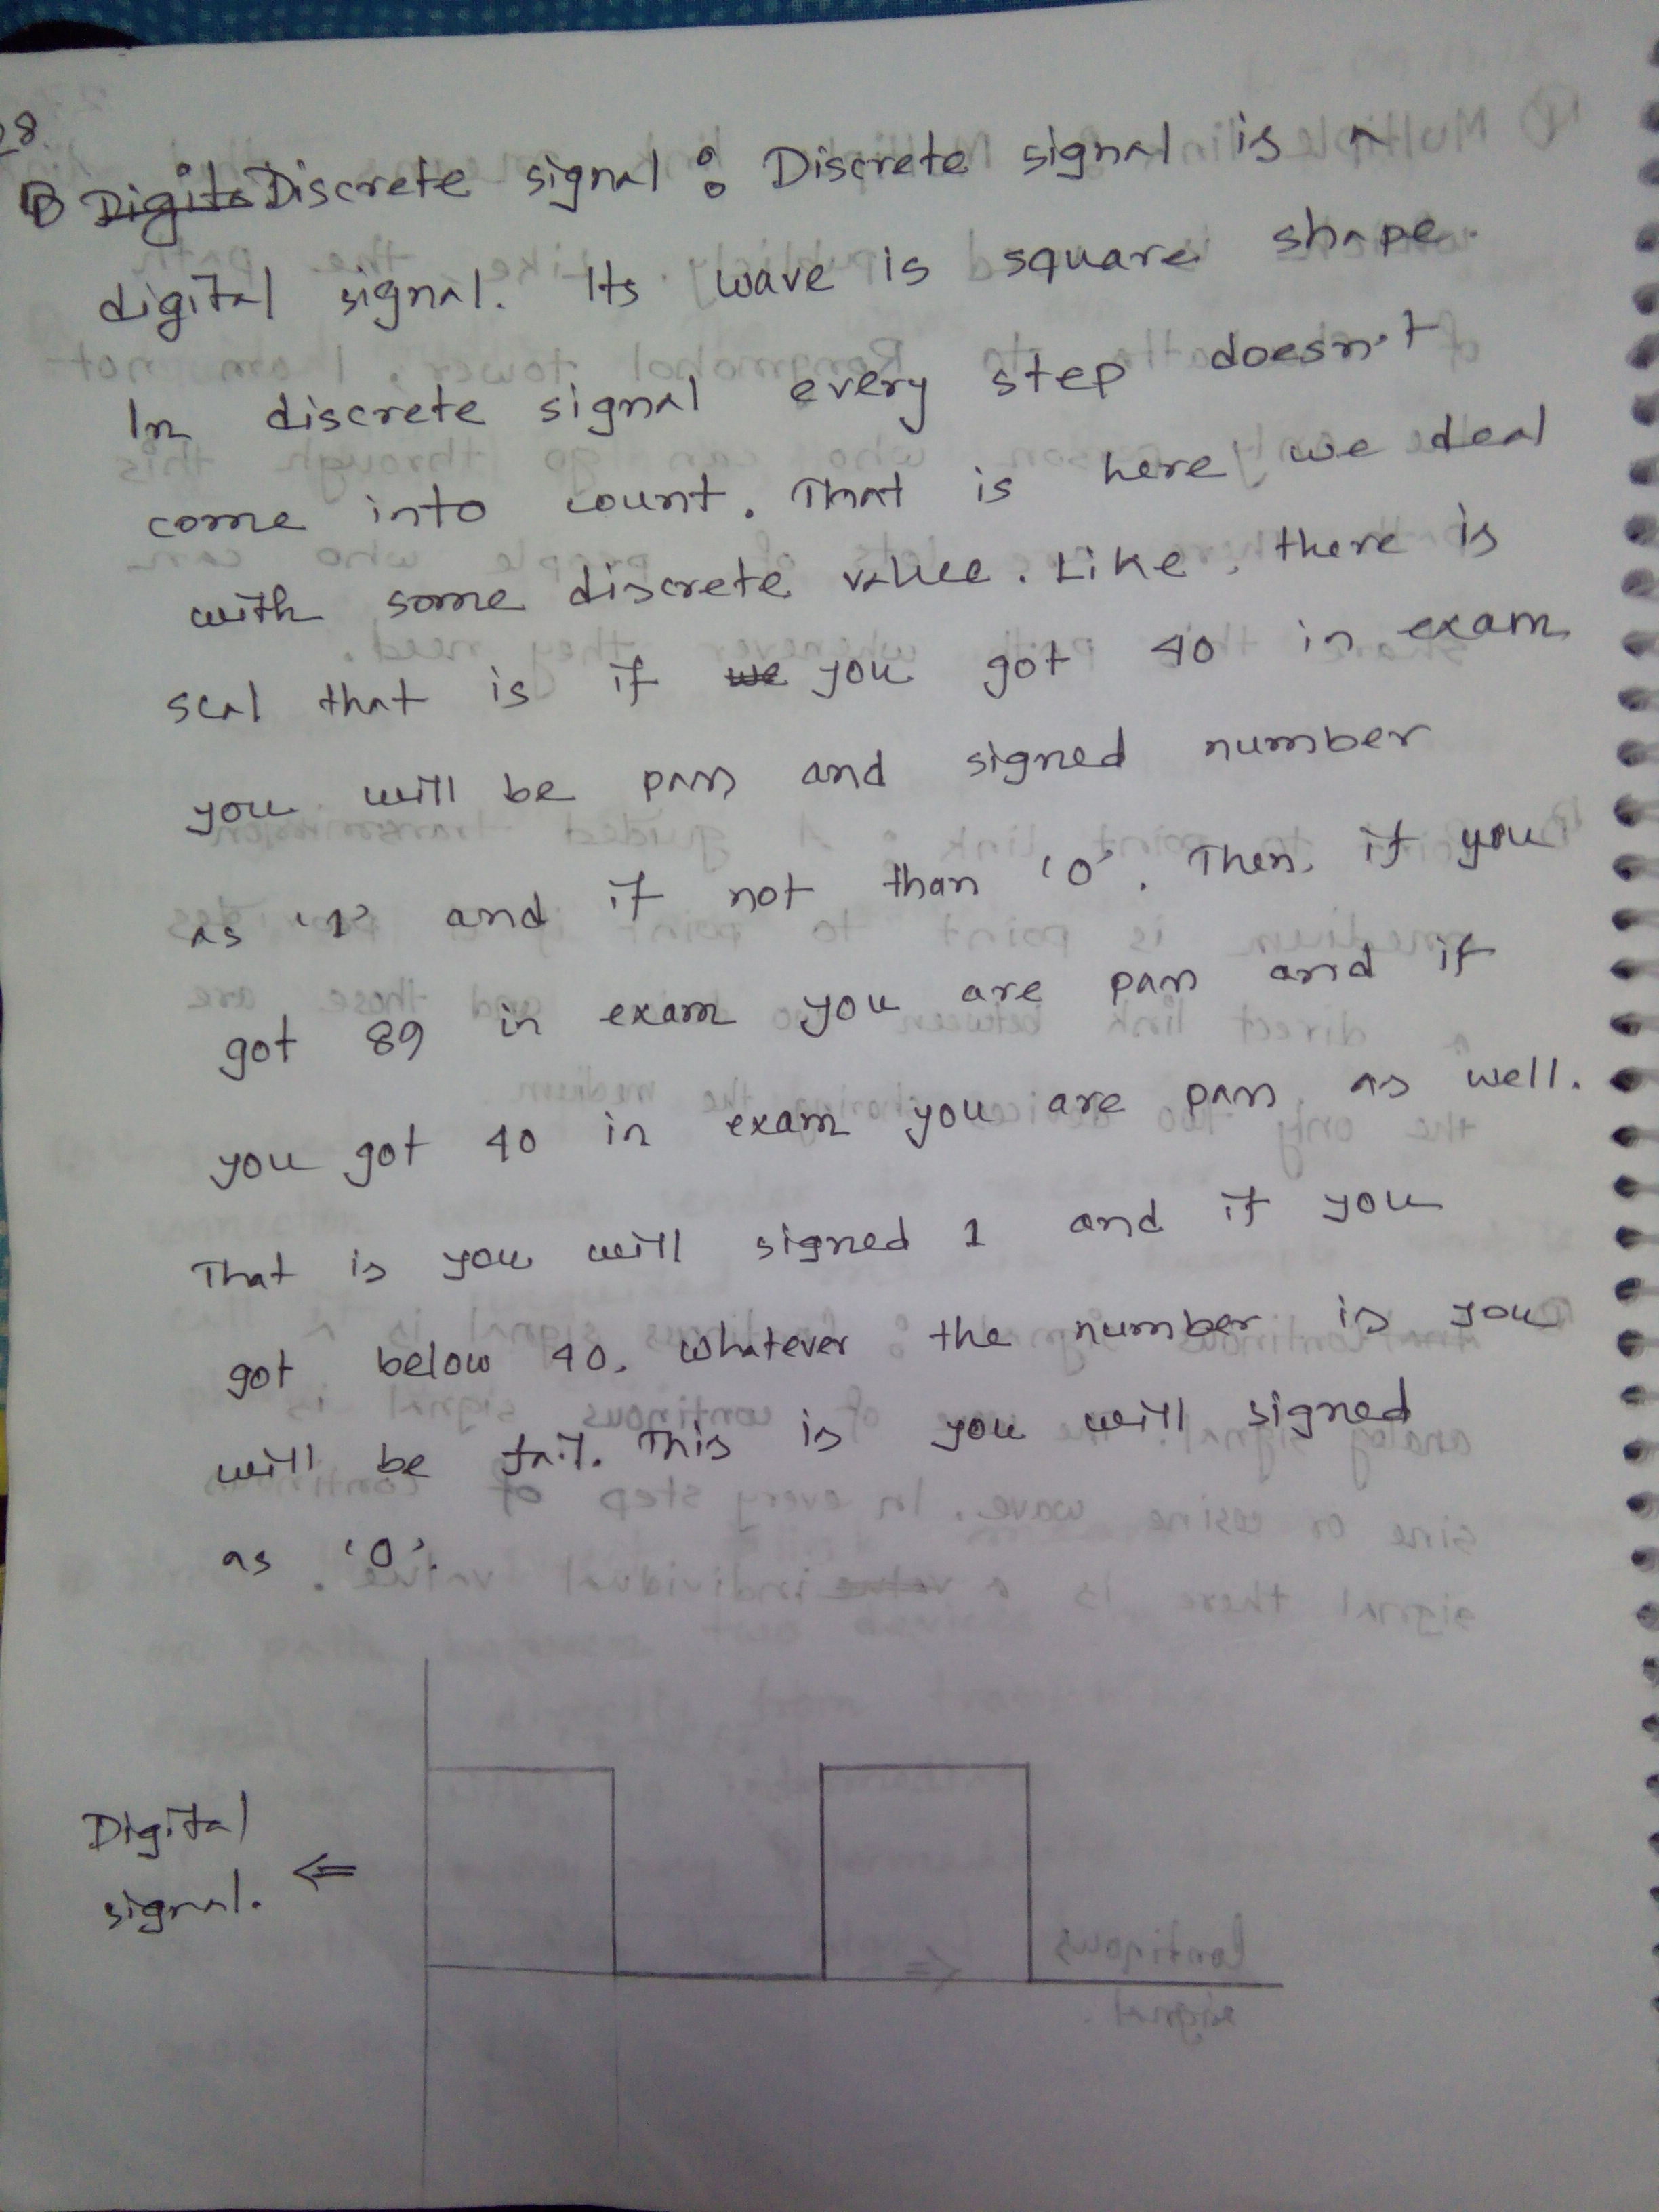 28
Digita Discrete signal : Discrete signal is a
digital signal. Its wave is square shape.
In discrete signal every step doesn't
come into count. That is here we deal
with some discrete value. Like, there is
scal that is if we you got 40 in exam
you will be pass and signed number
as '1' and if not than '0'. Then, if you
got 89 in exam you are pass and if
you got 40 in exam you are pass as well.
That is you will signed 1 and if you
got below 40, whatever the number is you
will be fail. This is you will signed
as '0'.
Digital
signal. <=